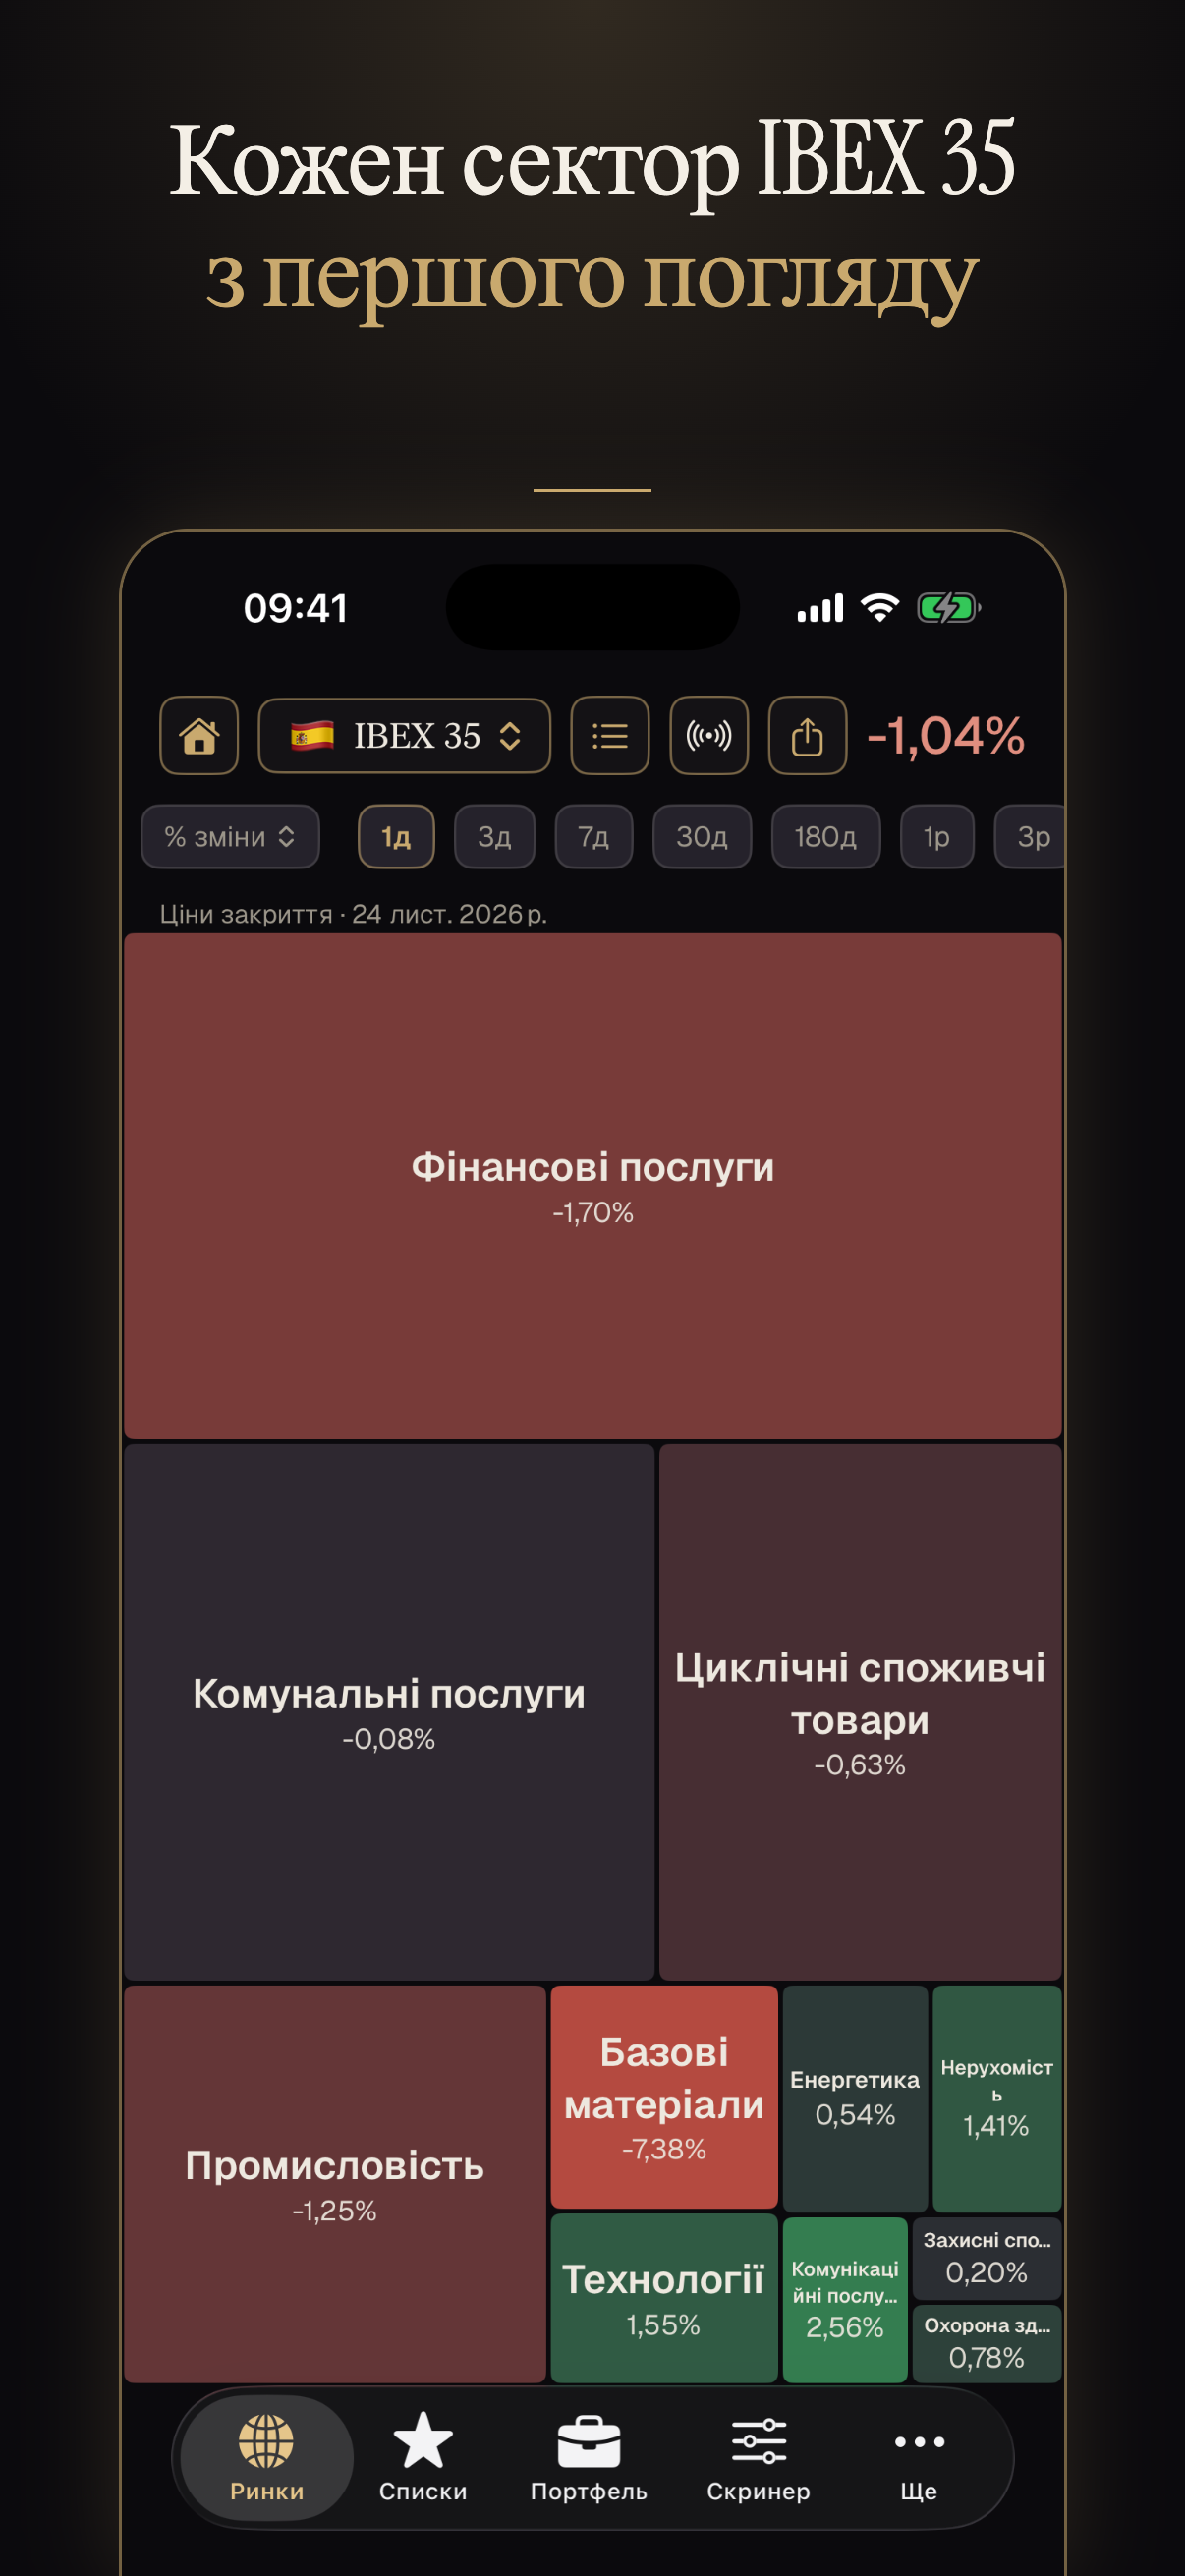 Кожен сектор IBEX 35
з першого погляду
09:41
IBEX 35
-1,04%
% зміни
1д
3д
7д
30д
180д
1р
3р
Ціни закриття · 24 лист. 2026 р.
Фінансові послуги
-1,70%
Комунальні послуги
-0,08%
Циклічні споживчі
товари
-0,63%
Промисловість
-1,25%
Базові
матеріали
-7,38%
Енергетика
0,54%
Нерухоміст
ь
1,41%
Технології
1,55%
Комунікаці
йні послу...
2,56%
Захисні спо...
0,20%
Охорона зд...
0,78%
Ринки
Списки
Портфель
Скринер
Ще